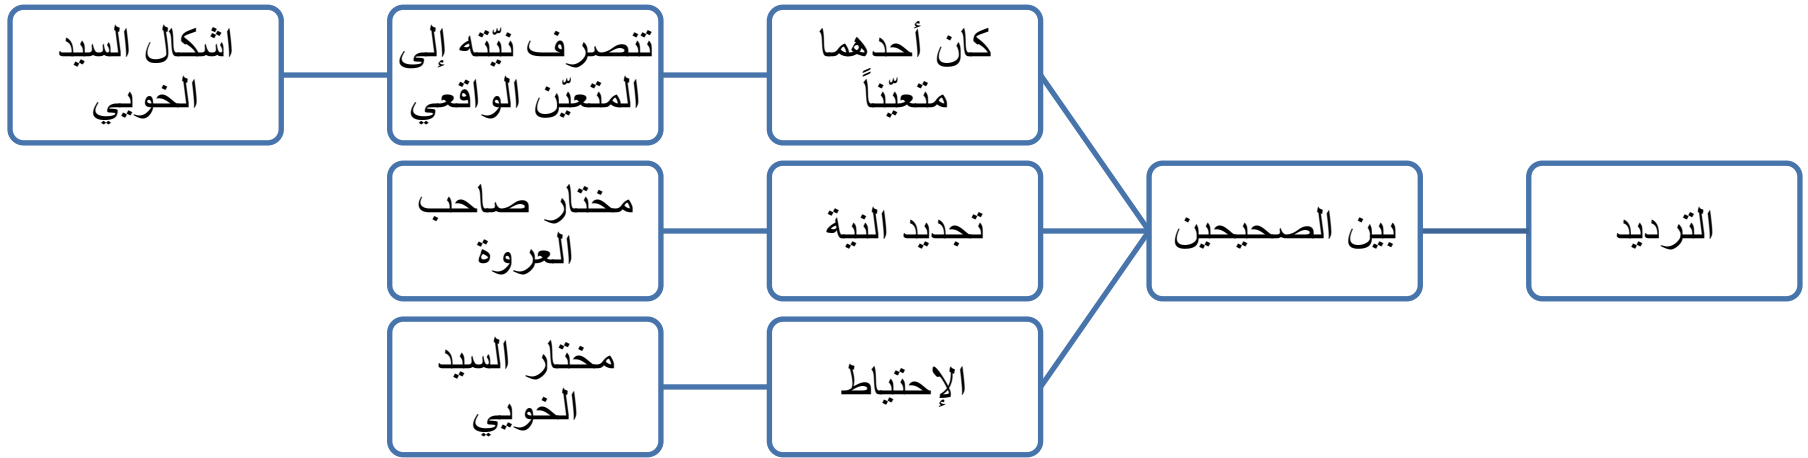 الترديد
بين الصحيحين
كان أحدهما
متعيّناً
تنصرف نيّته إلى
المتعيّن الواقعي
اشكال السيد
الخويي
تجديد النية
مختار صاحب
العروة
الإحتياط
مختار السيد
الخويي